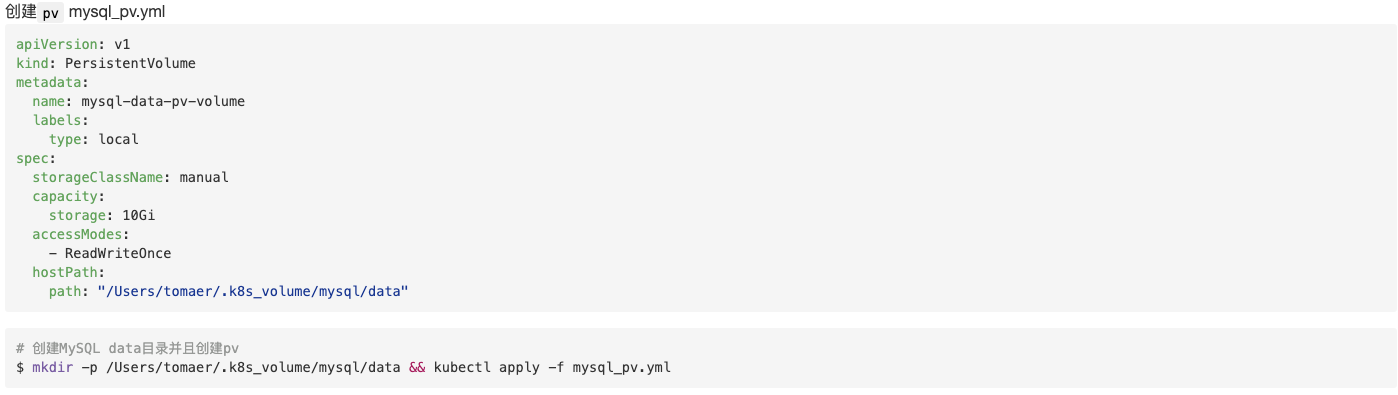 创建 pv mysql_pv.yml
apiVersion: v1
kind: PersistentVolume
metadata:
  name: mysql-data-pv-volume
  labels:
    type: local
spec:
  storageClassName: manual
  capacity:
    storage: 10Gi
  accessModes:
    - ReadWriteOnce
  hostPath:
    path: "/Users/tomaer/.k8s_volume/mysql/data"
# 创建MySQL data目录并且创建pv
$ mkdir -p /Users/tomaer/.k8s_volume/mysql/data && kubectl apply -f mysql_pv.yml